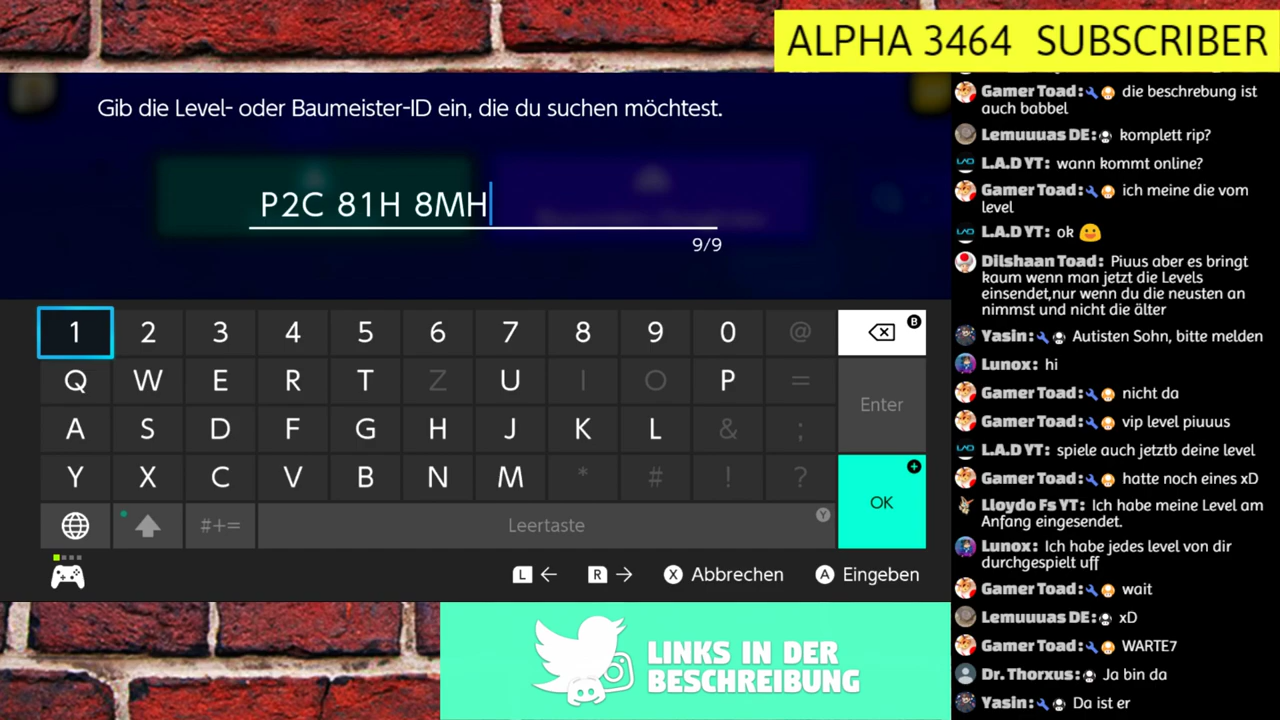 ALPHA 3464 SUBSCRIBER
Gib die Level- oder Baumeister-ID ein, die du suchen möchtest.
P2C 81H 8MH
9/9
1 2 3 4 5 6 7 8 9 0 @ B
Q W E R T Z U I O P =
Enter
A S D F G H J K L & ;
Y X C V B N M * # ! ?
OK +
#+= Leertaste Y
L ← R → X Abbrechen A Eingeben
LINKS IN DER
BESCHREIBUNG
Gamer Toad: die beschrebung ist
auch babbel
Lemuuuas DE: komplett rip?
L.A.D YT: wann kommt online?
Gamer Toad: ich meine die vom
level
L.A.D YT: ok
Dilshaan Toad: Piuus aber es bringt
kaum wenn man jetzt die Levels
einsendet,nur wenn du die neusten an
nimmst und nicht die älter
Yasin: Autisten Sohn, bitte melden
Lunox: hi
Gamer Toad: nicht da
Gamer Toad: vip level piuuus
L.A.D YT: spiele auch jetztb deine level
Gamer Toad: hatte noch eines xD
Lloydo Fs YT: Ich habe meine Level am
Anfang eingesendet.
Lunox: Ich habe jedes level von dir
durchgespielt uff
Gamer Toad: wait
Lemuuuas DE: xD
Gamer Toad: WARTE7
Dr. Thorxus: Ja bin da
Yasin: Da ist er